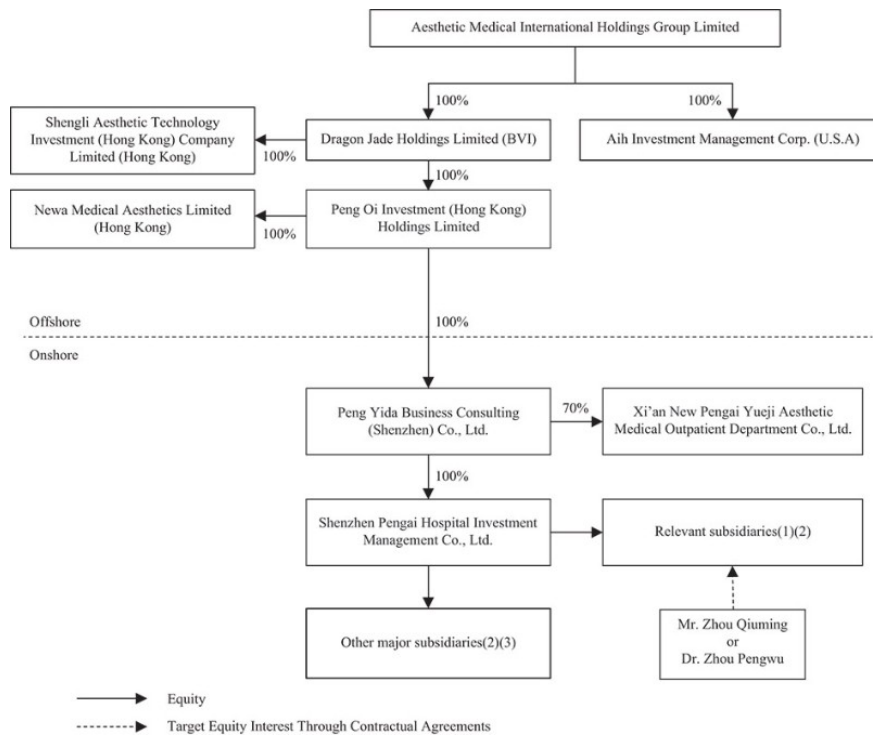 Aesthetic Medical International Holdings Group Limited
100%
100%
Shengli Aesthetic Technology
Investment (Hong Kong) Company
Limited (Hong Kong)
100%
Dragon Jade Holdings Limited (BVI)
Aih Investment Management Corp. (U.S.A)
100%
Newa Medical Aesthetics Limited
(Hong Kong)
100%
Peng Oi Investment (Hong Kong)
Holdings Limited
Offshore
100%
Onshore
Peng Yida Business Consulting
(Shenzhen) Co., Ltd.
70%
Xi'an New Pengai Yueji Aesthetic
Medical Outpatient Department Co., Ltd.
100%
Shenzhen Pengai Hospital Investment
Management Co., Ltd.
Relevant subsidiaries(1)(2)
Other major subsidiaries(2)(3)
Mr. Zhou Qiuming
or
Dr. Zhou Pengwu
Equity
Target Equity Interest Through Contractual Agreements